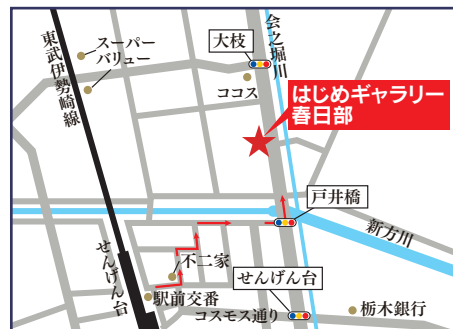 東武伊勢崎線
スーパー
バリュー
大枝
会之堀川
ココス
はじめギャラリー
春日部
戸井橋
新方川
せんげん台
不二家
駅前交番
せんげん台
コスモス通り
栃木銀行